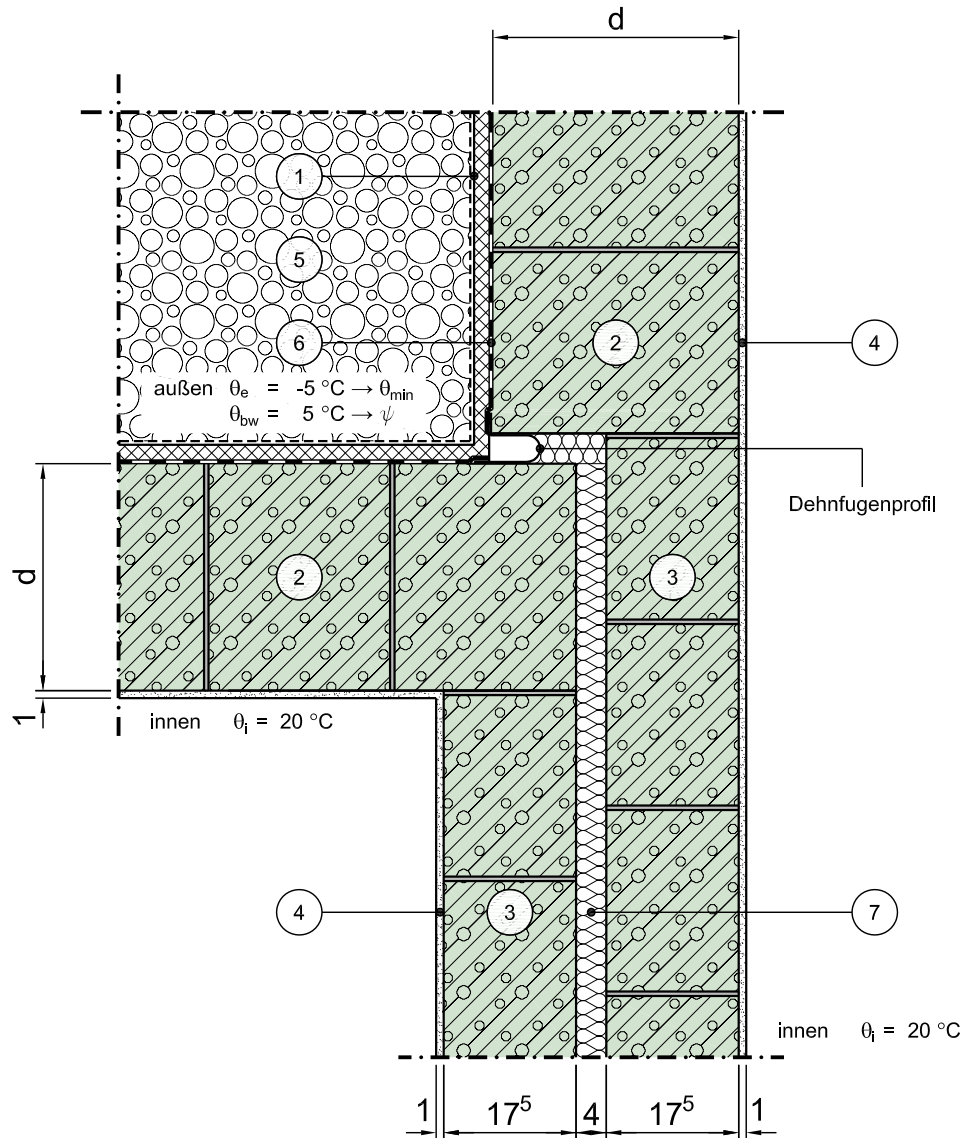 d
1
5
6
2
4
außen θe = -5 °C → θmin
θbw = 5 °C → ψ
Dehnfugenprofil
d
2
3
1
innen θi = 20 °C
4
3
7
innen θi = 20 °C
1 17⁵ 4 17⁵ 1